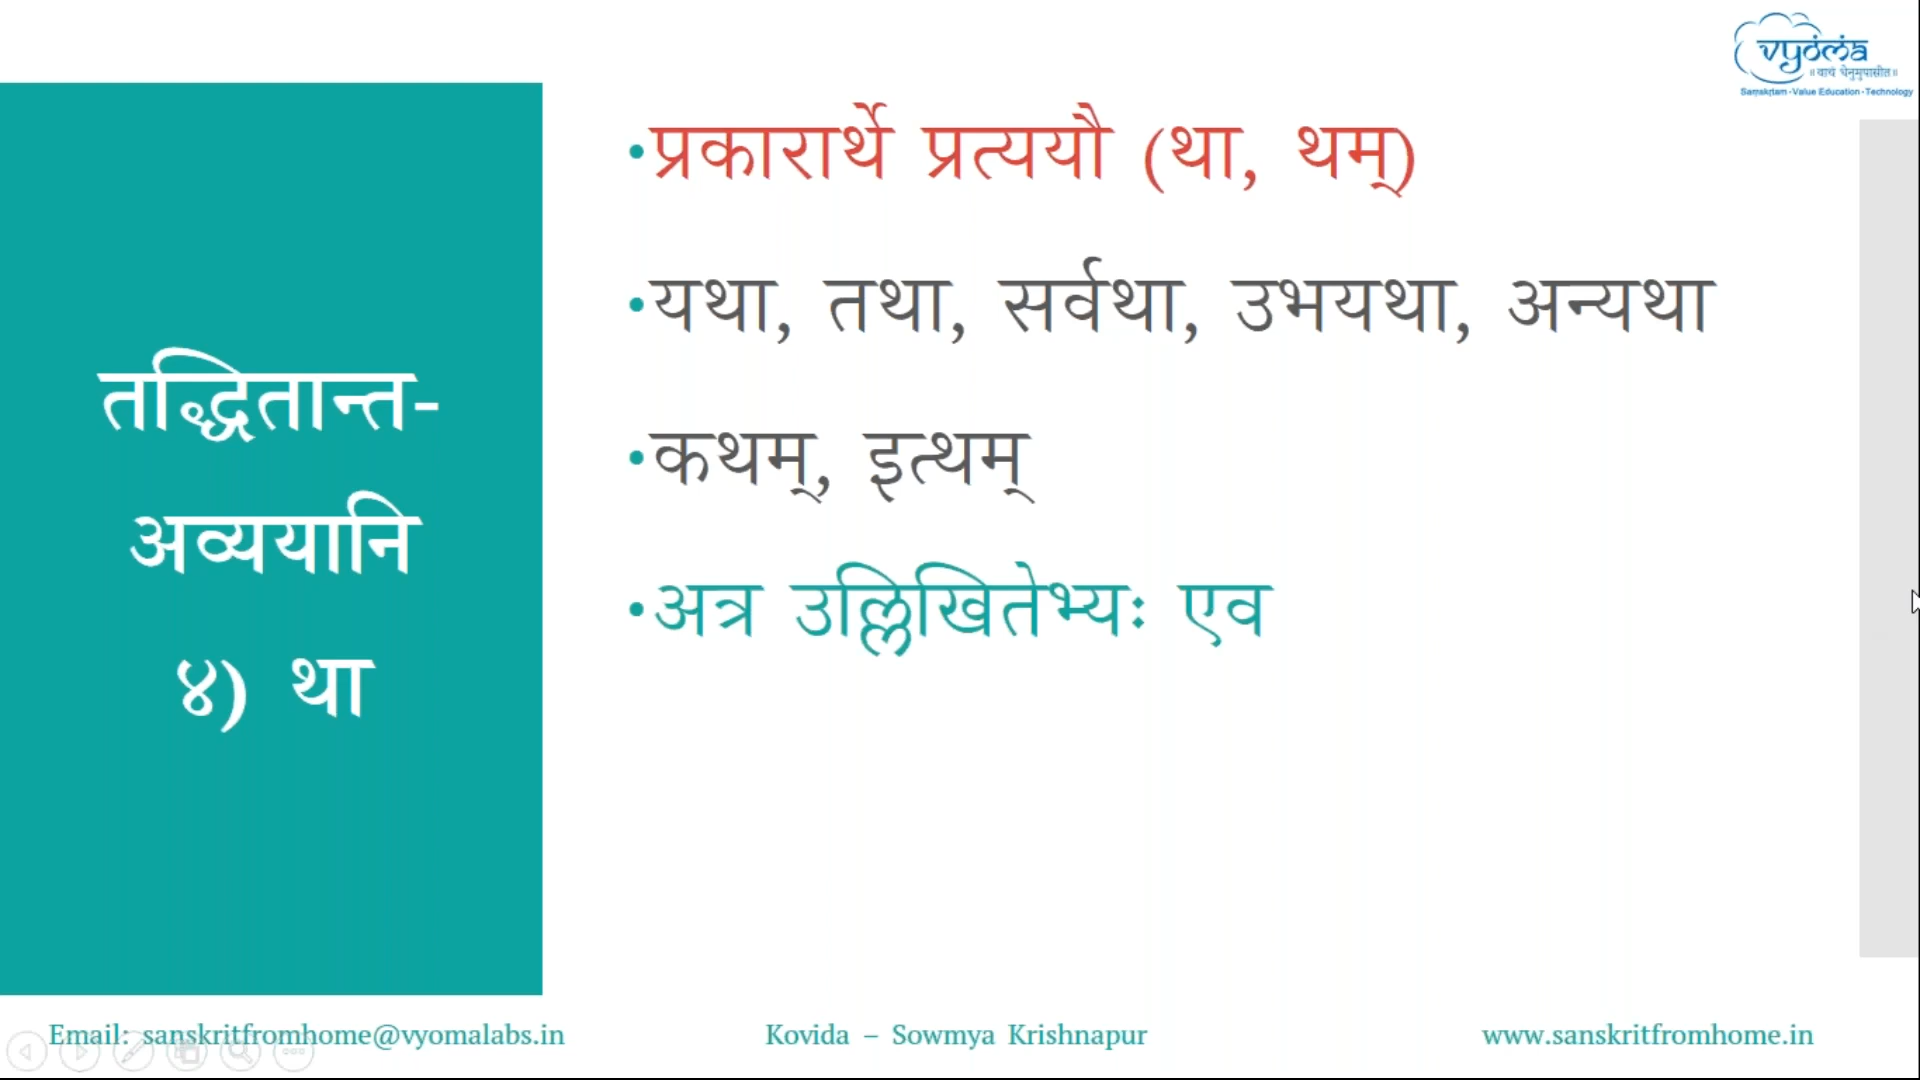 vyoma
॥ वाचं धेनुमुपासीत॥
Saṃskṛtam - Value Education - Technology
तद्धितान्त-
अव्ययानि
४) था
•प्रकारार्थे प्रत्ययौ (था, थम्)
•यथा, तथा, सर्वथा, उभयथा, अन्यथा
•कथम्, इत्थम्
•अत्र उल्लिखितेभ्यः एव
Email: sanskritfromhome@vyomalabs.in
Kovida – Sowmya Krishnapur
www.sanskritfromhome.in